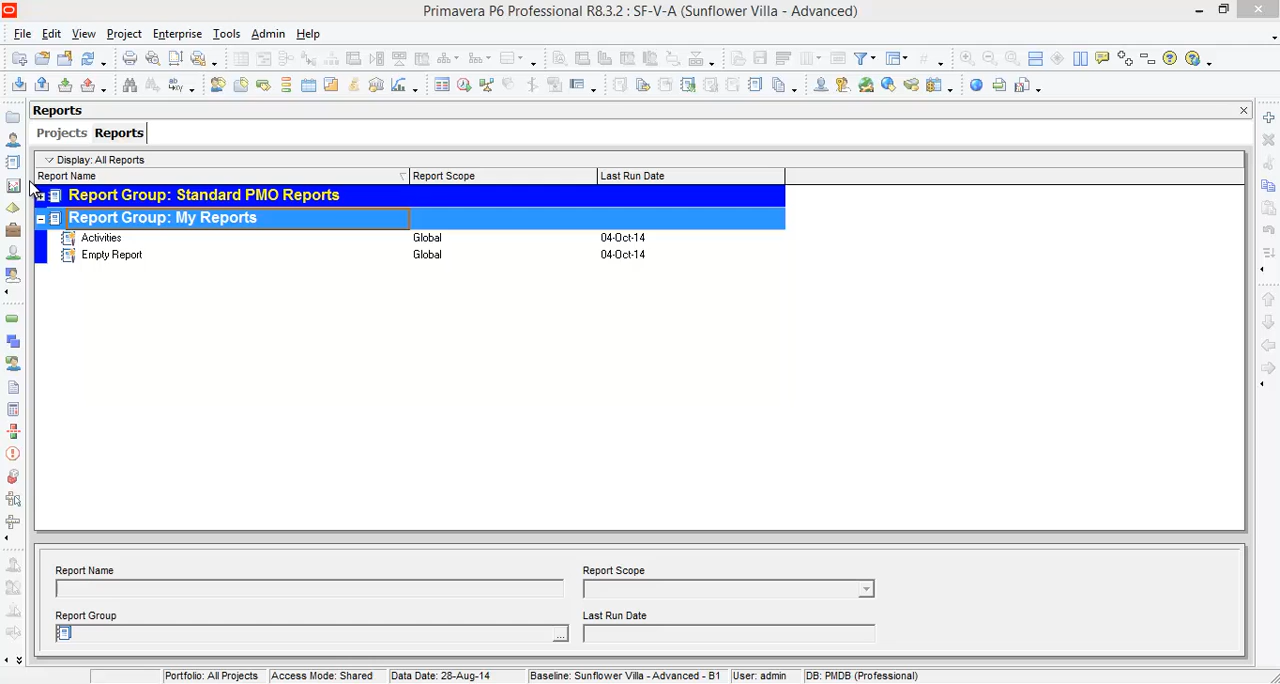 Primavera P6 Professional R8.3.2 : SF-V-A (Sunflower Villa - Advanced)
File Edit View Project Enterprise Tools Admin Help
Reports
Projects Reports
Display: All Reports
Report Name Report Scope Last Run Date
Report Group: Standard PMO Reports
Report Group: My Reports
Activities Global 04-Oct-14
Empty Report Global 04-Oct-14
Report Name Report Scope
Report Group Last Run Date
...
Portfolio: All Projects Access Mode: Shared Data Date: 28-Aug-14 Baseline: Sunflower Villa - Advanced - B1 User: admin DB: PMDB (Professional)